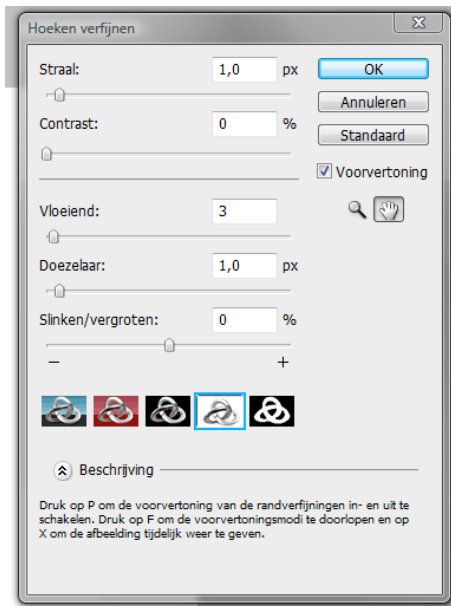 Hoeken verfijnen
Straal: 1,0 px
OK
Annuleren
Contrast: 0 %
Standaard
Voorvertoning
Vloeiend: 3
Doezelaar: 1,0 px
Slinken/vergroten: 0 %
− +
Beschrijving
Druk op P om de voorvertoning van de randverfijningen in- en uit te
schakelen. Druk op F om de voorvertoningsmodi te doorlopen en op
X om de afbeelding tijdelijk weer te geven.